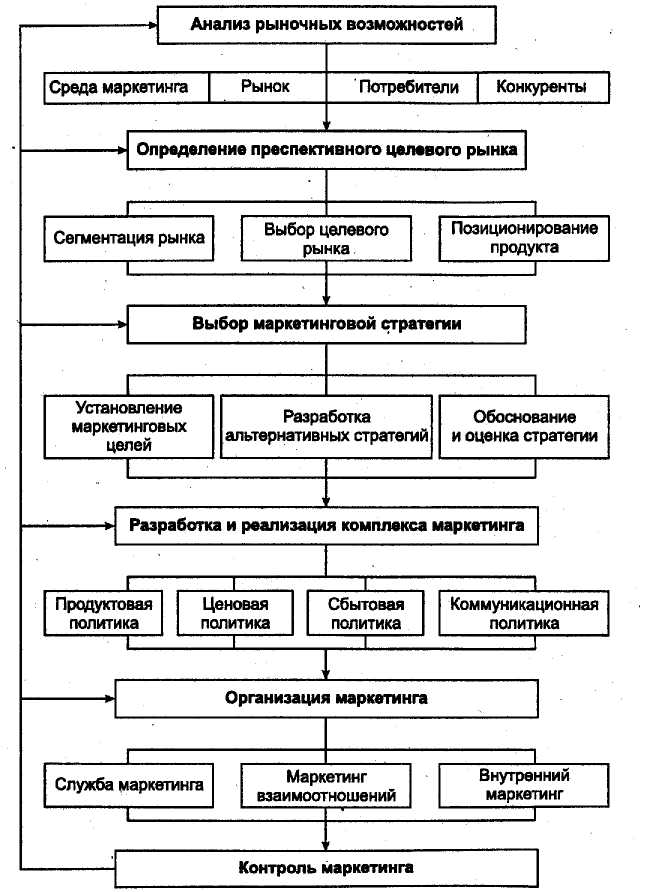 Анализ рыночных возможностей
Среда маркетинга
Рынок
Потребители
Конкуренты
Определение преспективного целевого рынка
Сегментация рынка
Выбор целевого
рынка
Позиционирование
продукта
Выбор маркетинговой стратегии
Установление
маркетинговых
целей
Разработка
альтернативных стратегий
Обоснование
и оценка стратегии
Разработка и реализация комплекса маркетинга
Продуктовая
политика
Ценовая
политика
Сбытовая
политика
Коммуникационная
политика
Организация маркетинга
Служба маркетинга
Маркетинг
взаимоотношений
Внутренний
маркетинг
Контроль маркетинга